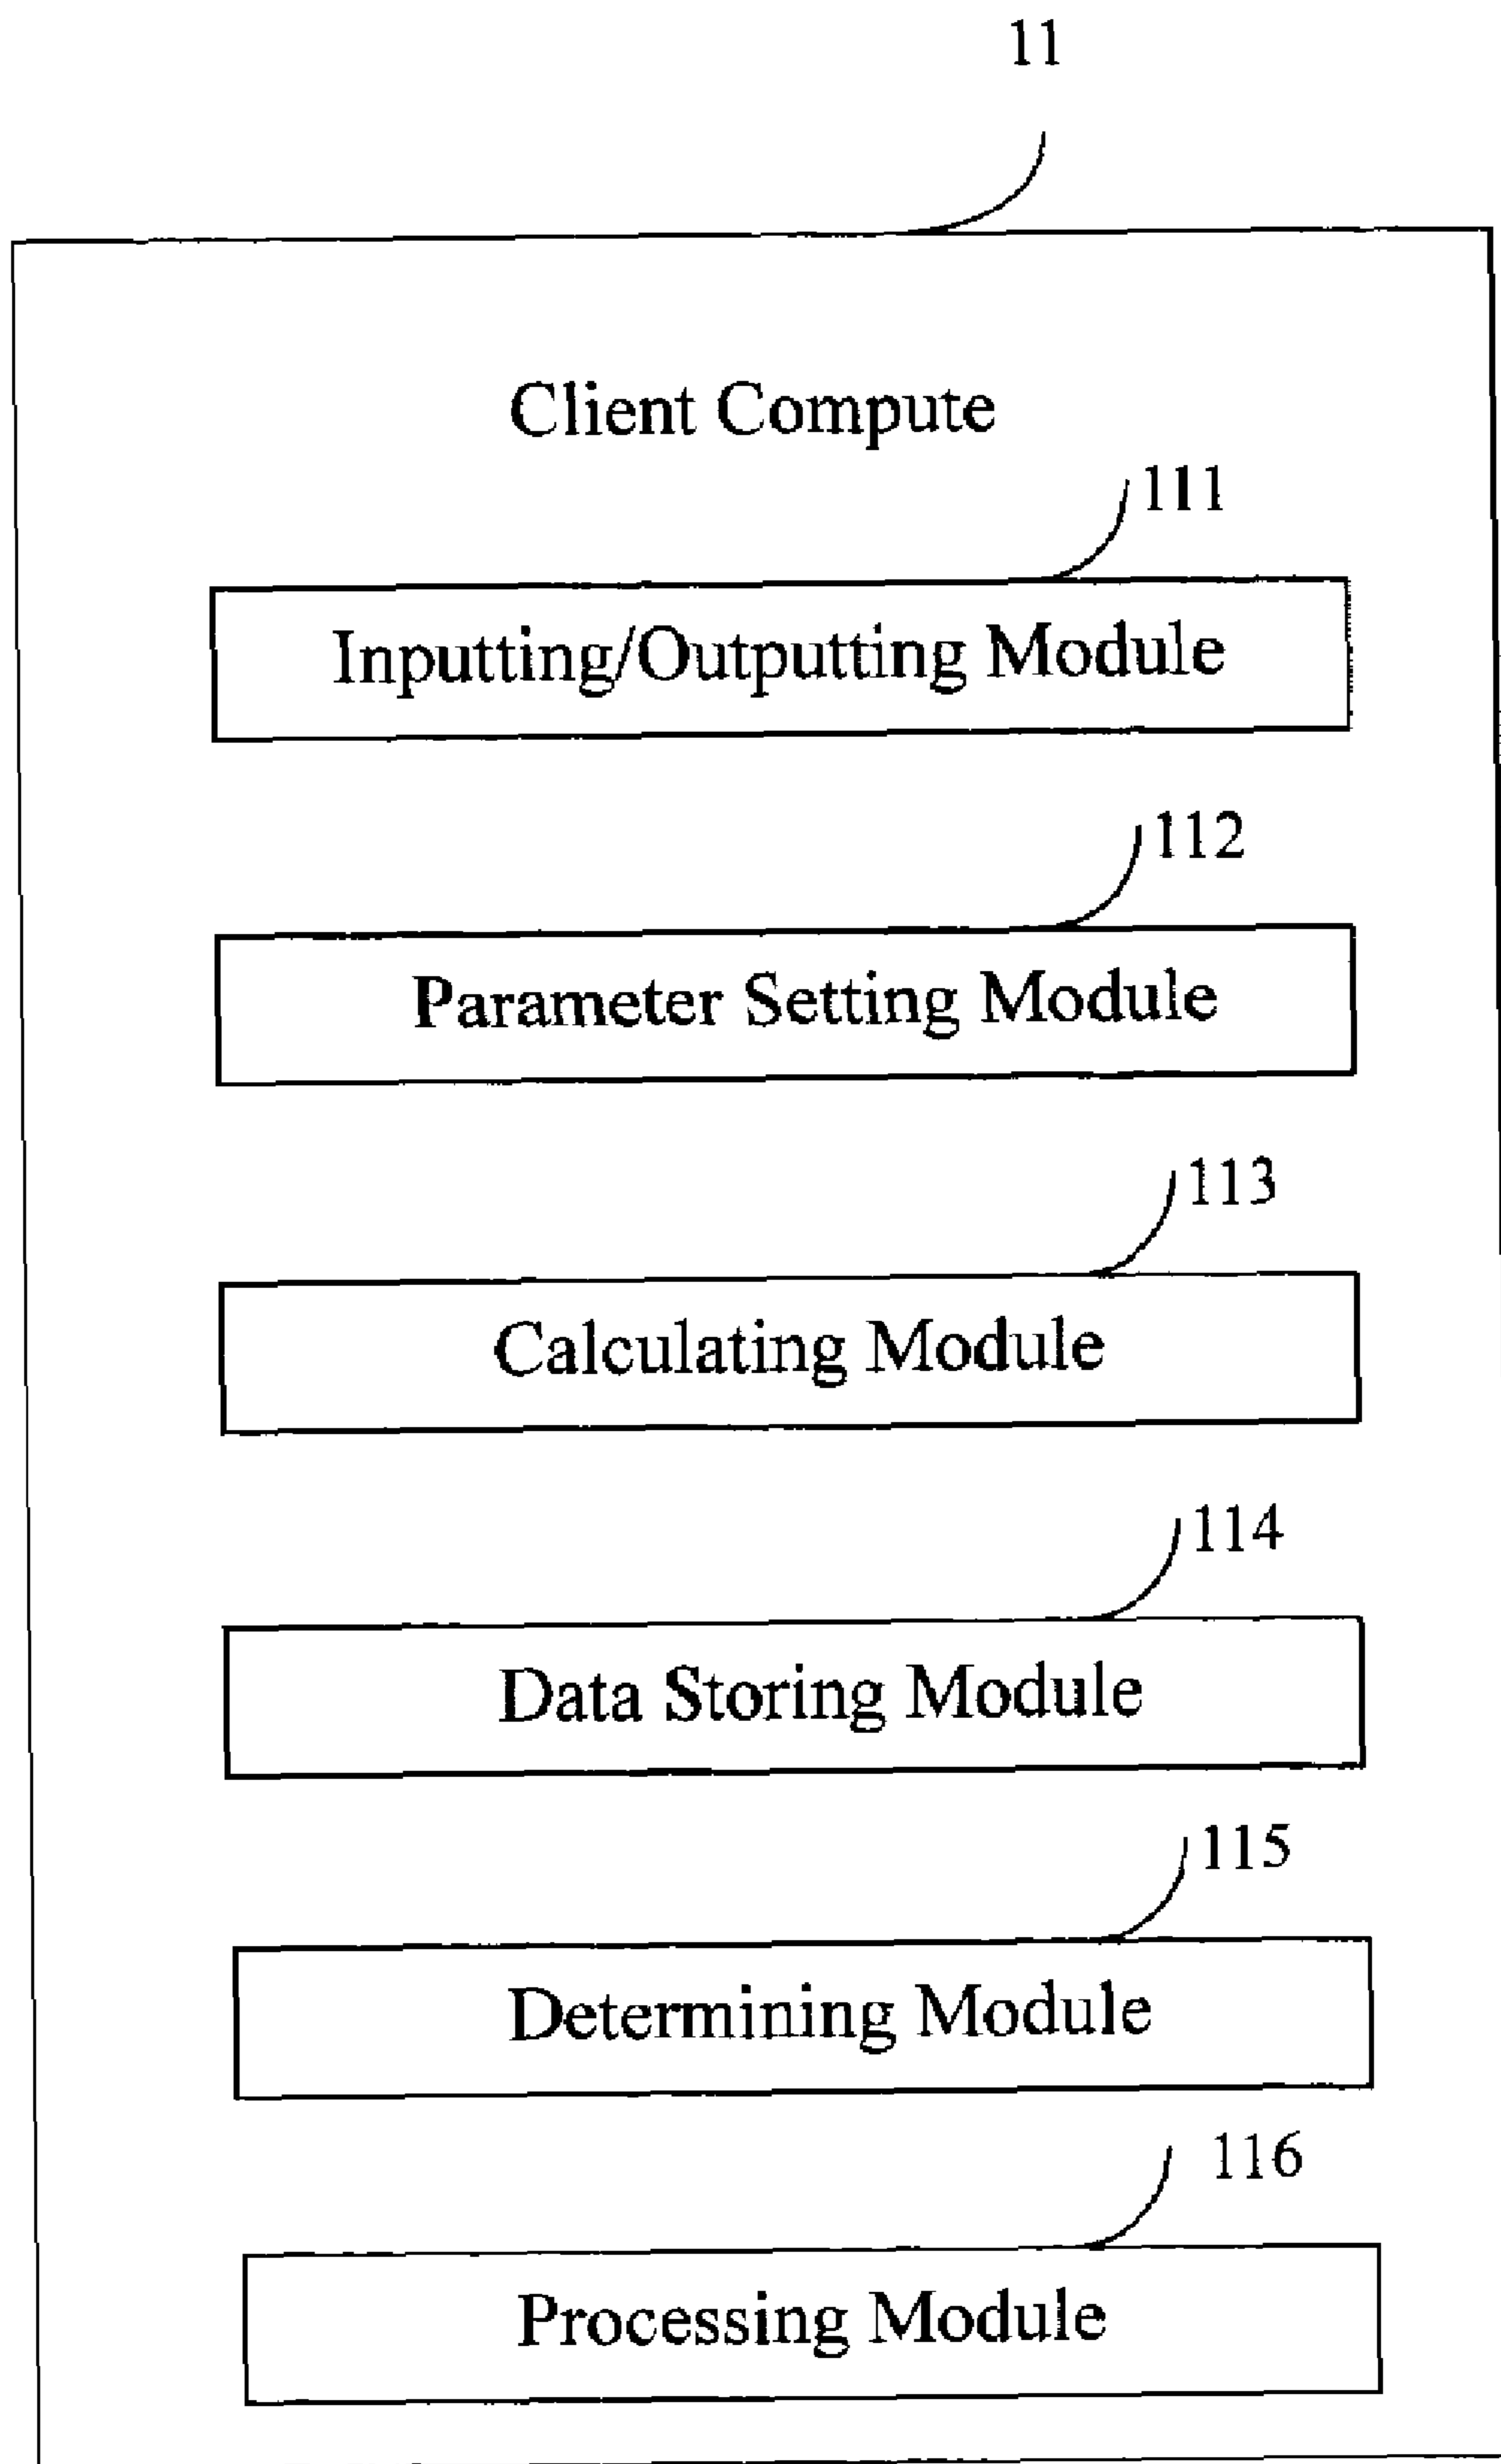 11
Client Compute
111
Inputting/Outputting Module
112
Parameter Setting Module
113
Calculating Module
114
Data Storing Module
115
Determining Module
116
Processing Module